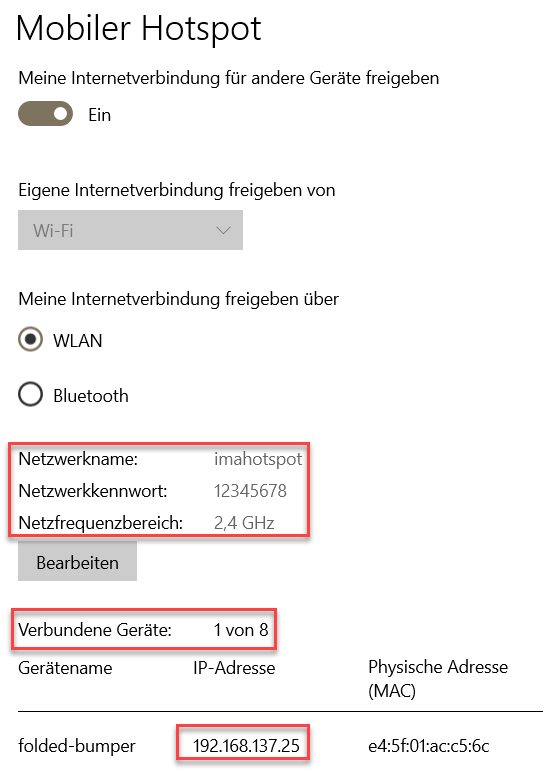 Mobiler Hotspot
Meine Internetverbindung für andere Geräte freigeben
Ein
Eigene Internetverbindung freigeben von
Wi-Fi
Meine Internetverbindung freigeben über
WLAN
Bluetooth
Netzwerkname: imahotspot
Netzwerkkennwort: 12345678
Netzfrequenzbereich: 2,4 GHz
Bearbeiten
Verbundene Geräte: 1 von 8
Gerätename IP-Adresse Physische Adresse
(MAC)
folded-bumper 192.168.137.25 e4:5f:01:ac:c5:6c